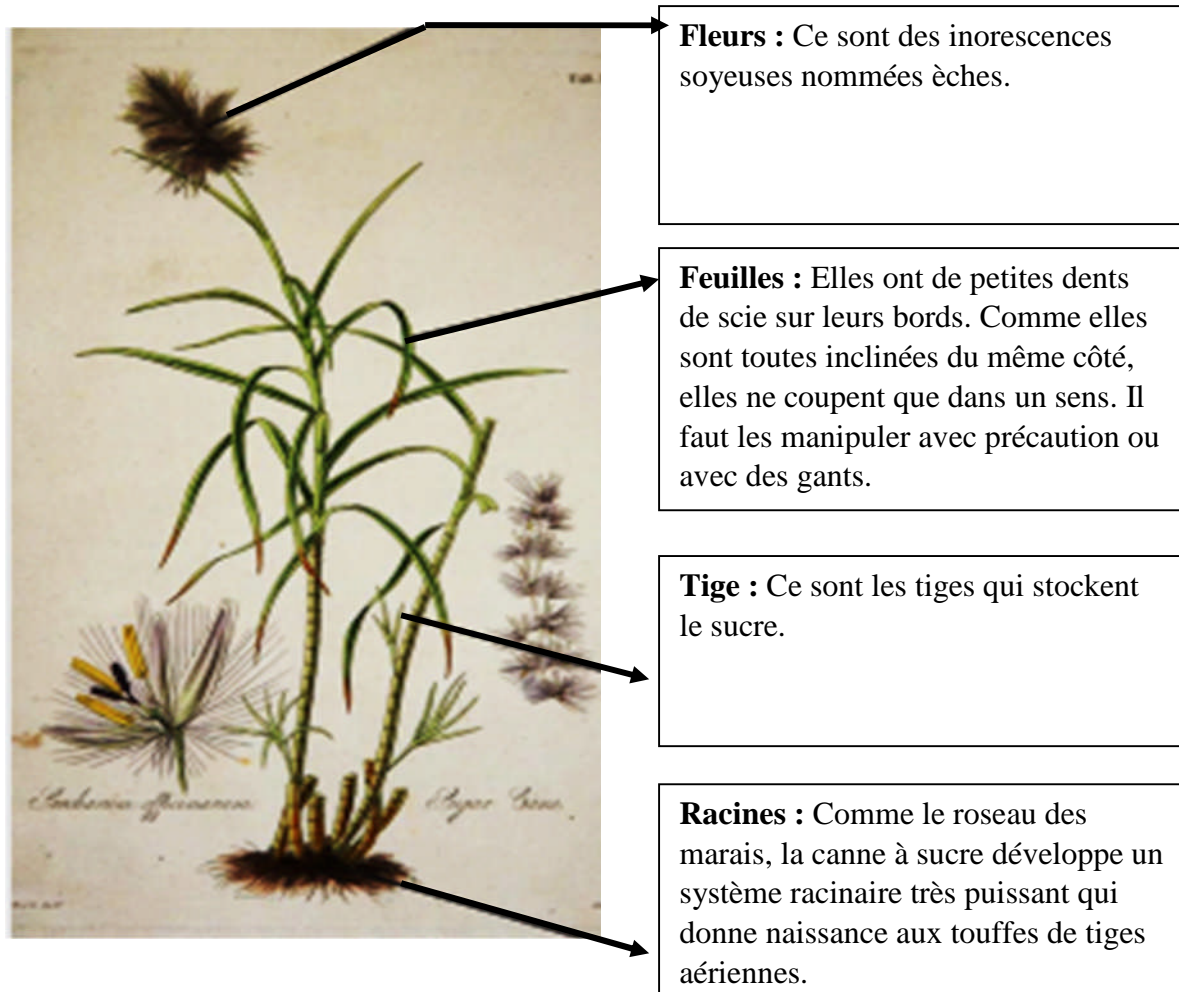 Fleurs : Ce sont des inorescences
soyeuses nommées èches.
Feuilles : Elles ont de petites dents
de scie sur leurs bords. Comme elles
sont toutes inclinées du même côté,
elles ne coupent que dans un sens. Il
faut les manipuler avec précaution ou
avec des gants.
Tige : Ce sont les tiges qui stockent
le sucre.
Racines : Comme le roseau des
marais, la canne à sucre développe un
système racinaire très puissant qui
donne naissance aux touffes de tiges
aériennes.